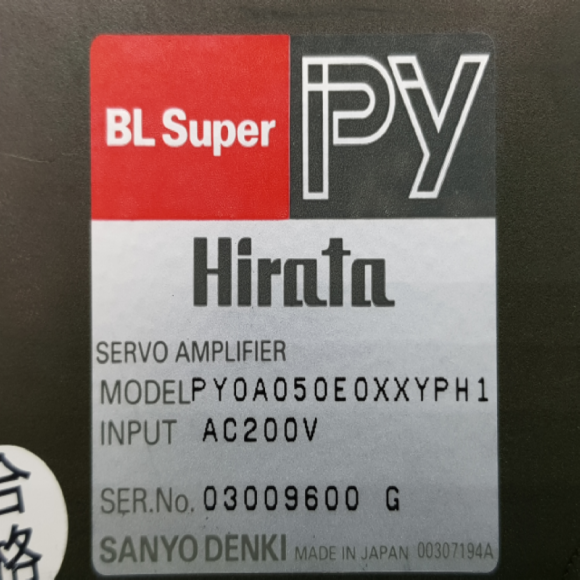 BL Super PY
Hirata
SERVO AMPLIFIER
MODEL PY0A050E0XXYPH1
INPUT AC200V
SER.No. 03009600 G
SANYO DENKI MADE IN JAPAN 00307194A
合格